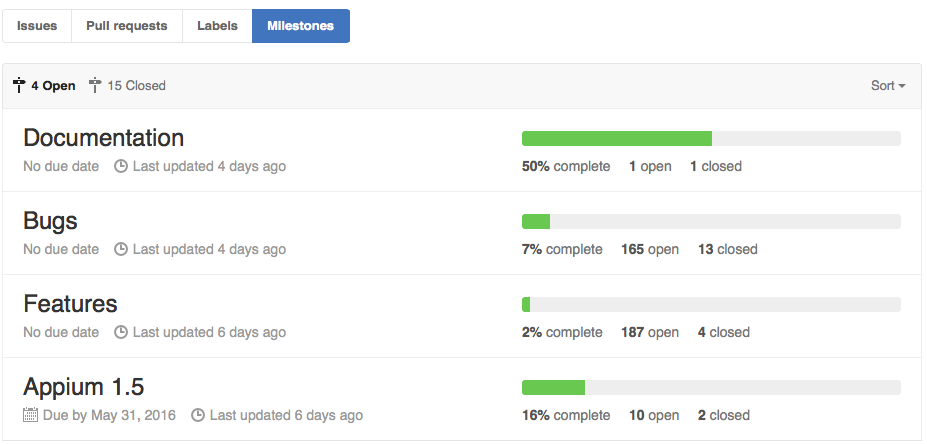 Issues Pull requests Labels Milestones
4 Open 15 Closed Sort
Documentation
No due date Last updated 4 days ago
50% complete 1 open 1 closed
Bugs
No due date Last updated 4 days ago
7% complete 165 open 13 closed
Features
No due date Last updated 6 days ago
2% complete 187 open 4 closed
Appium 1.5
Due by May 31, 2016 Last updated 6 days ago
16% complete 10 open 2 closed